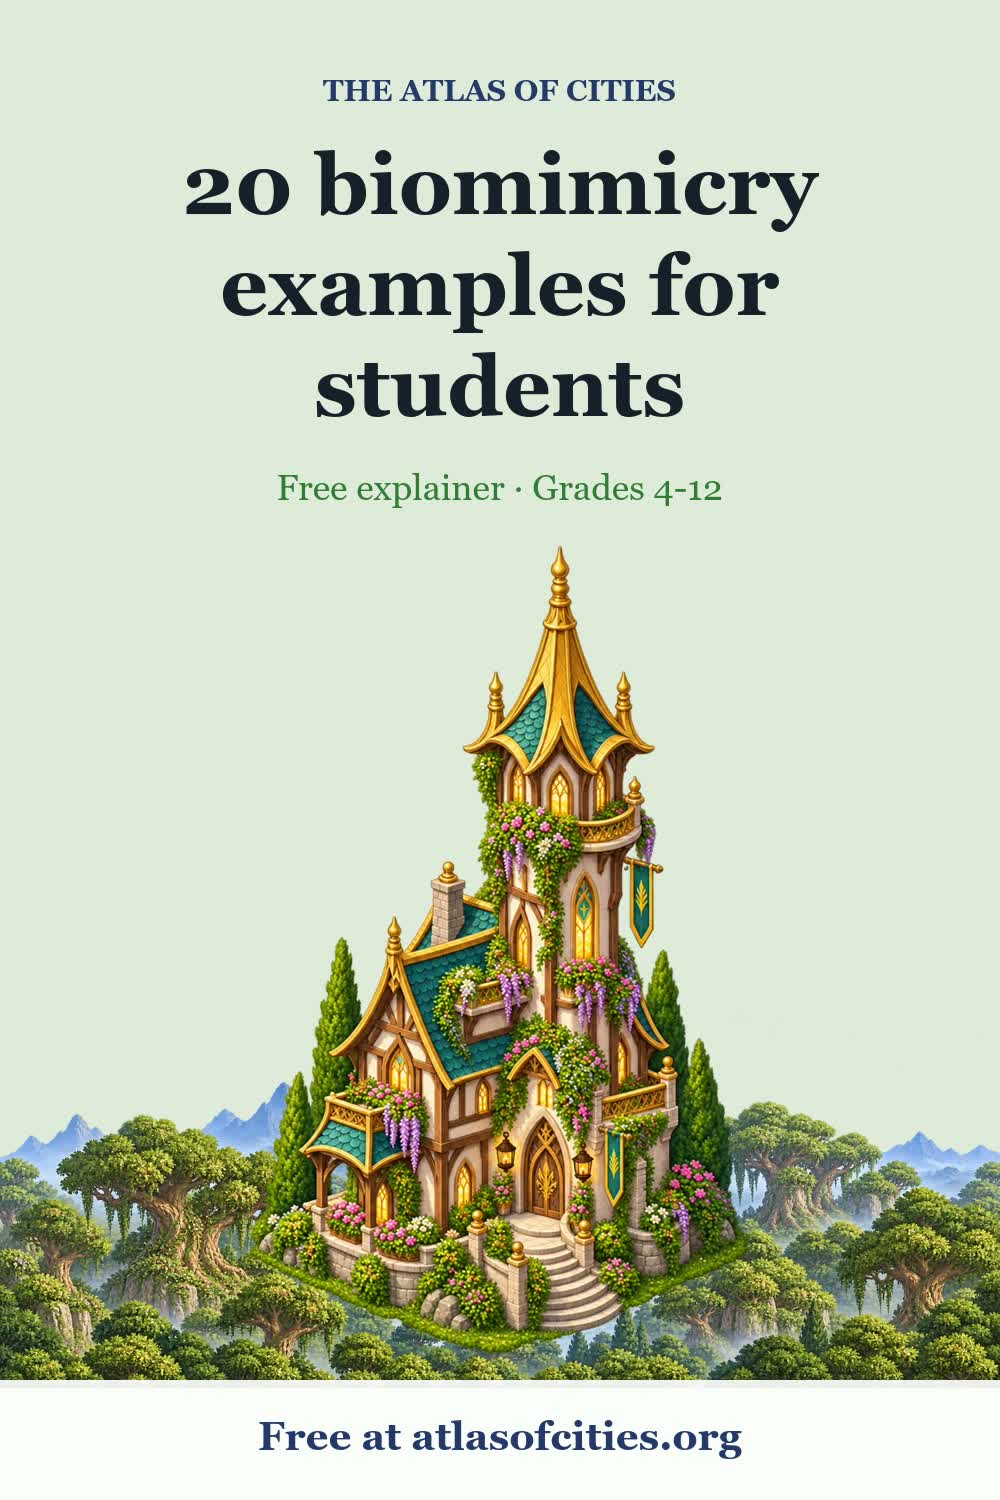 THE ATLAS OF CITIES
20 biomimicry
examples for
students
Free explainer · Grades 4-12
Free at atlasofcities.org